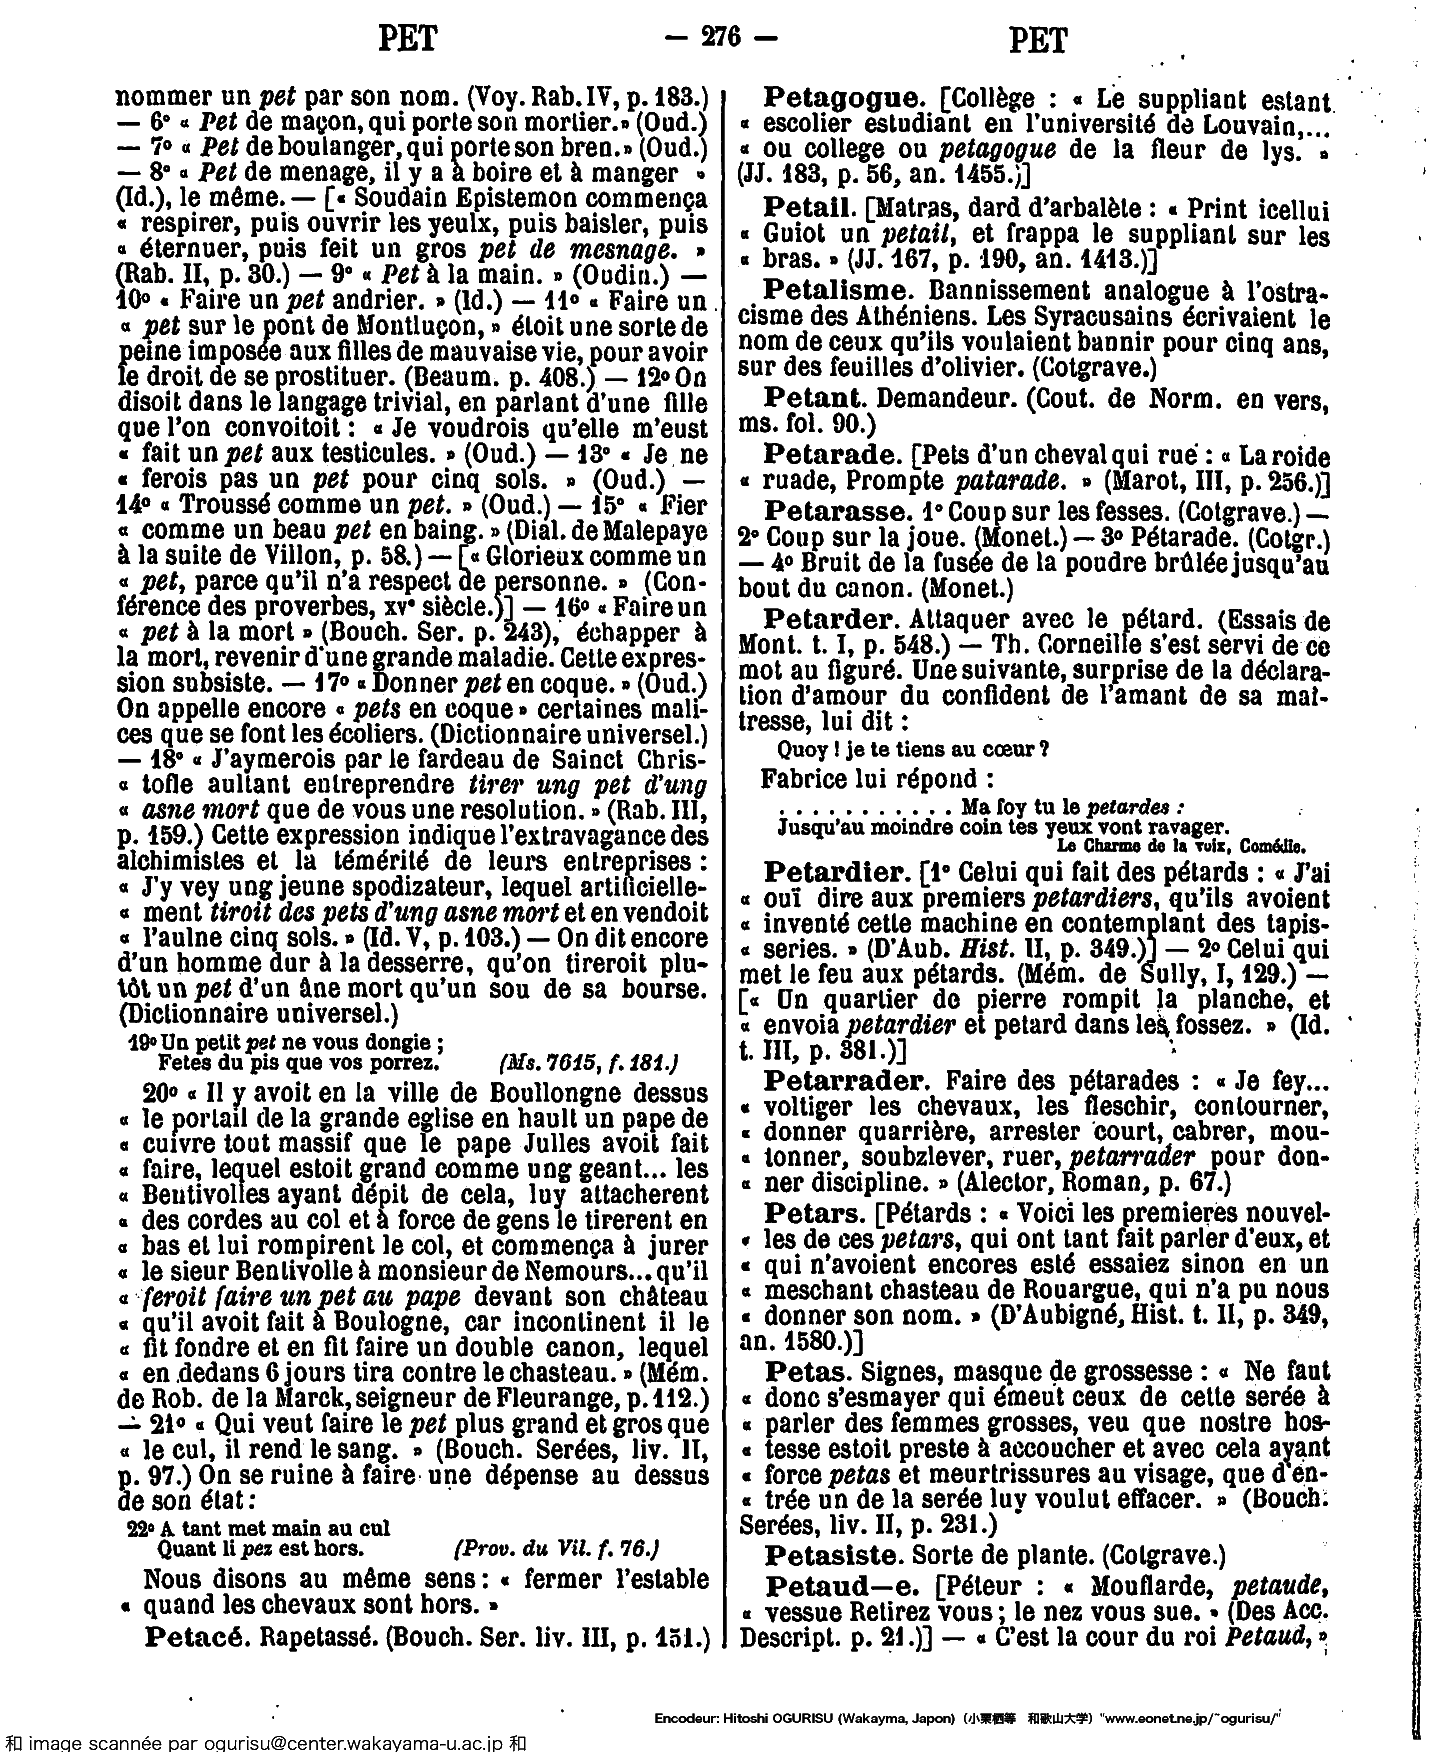 PET
— 276 —
PET
nommer un pet par son nom. (Voy. Rab. IV, p. 183.)
— 6° « Pet de maçon, qui porte son mortier. » (Oud.)
— 7° « Pet de boulanger, qui porte son bren. » (Oud.)
— 8° « Pet de menage, il y a à boire et à manger »
(Id.), le même. — [« Soudain Epistemon commença
« respirer, puis ouvrir les yeulx, puis baisler, puis
« éternuer, puis feit un gros pet de mesnage. »
(Rab. II, p. 30.) — 9° « Pet à la main. » (Oudin.) —
10° « Faire un pet andrier. » (Id.) — 11° « Faire un
« pet sur le pont de Montluçon, » étoit une sorte de
peine imposée aux filles de mauvaise vie, pour avoir
le droit de se prostituer. (Beaum. p. 408.) — 12° On
disoit dans le langage trivial, en parlant d'une fille
que l'on convoitoit : « Je voudrois qu'elle m'eust
« fait un pet aux testicules. » (Oud.) — 13° « Je ne
« ferois pas un pet pour cinq sols. » (Oud.) —
14° « Troussé comme un pet. » (Oud.) — 15° « Fier
« comme un beau pet en baing. » (Dial. de Malepaye
à la suite de Villon, p. 58.) — [« Glorieux comme un
« pet, parce qu'il n'a respect de personne. » (Con-
férence des proverbes, xvᵉ siècle.)] — 16° « Faire un
« pet à la mort » (Bouch. Ser. p. 243), échapper à
la mort, revenir d'une grande maladie. Cette expres-
sion subsiste. — 17° « Donner pet en coque. » (Oud.)
On appelle encore « pets en coque » certaines mali-
ces que se font les écoliers. (Dictionnaire universel.)
— 18° « J'aymerois par le fardeau de Sainct Chris-
« tofle aultant entreprendre tirer ung pet d'ung
« asne mort que de vous une resolution. » (Rab. III,
p. 159.) Cette expression indique l'extravagance des
alchimistes et la témérité de leurs entreprises :
« J'y vey ung jeune spodizateur, lequel artificielle-
« ment tiroit des pets d'ung asne mort et en vendoit
« l'aulne cinq sols. » (Id. V, p. 103.) — On dit encore
d'un homme dur à la desserre, qu'on tireroit plu-
tôt un pet d'un âne mort qu'un sou de sa bourse.
(Dictionnaire universel.)
19° Un petit pet ne vous dongie ;
Fetes du pis que vos porrez. (Ms. 7615, f. 181.)
20° « Il y avoit en la ville de Boullongne dessus
« le portail de la grande eglise en hault un pape de
« cuivre tout massif que le pape Julles avoit fait
« faire, lequel estoit grand comme ung geant... les
« Bentivolles ayant dépit de cela, luy attacherent
« des cordes au col et à force de gens le tirerent en
« bas et lui rompirent le col, et commença à jurer
« le sieur Bentivolle à monsieur de Nemours... qu'il
« feroit faire un pet au pape devant son château
« qu'il avoit fait à Boulogne, car incontinent il le
« fit fondre et en fit faire un double canon, lequel
« en dedans 6 jours tira contre le chasteau. » (Mém.
de Rob. de la Marck, seigneur de Fleurange, p. 112.)
— 21° « Qui veut faire le pet plus grand et gros que
« le cul, il rend le sang. » (Bouch. Serées, liv. II,
p. 97.) On se ruine à faire une dépense au dessus
de son état :
22° A tant met main au cul
Quant li pez est hors. (Prov. du Vil. f. 76.)
Nous disons au même sens : « fermer l'estable
« quand les chevaux sont hors. »
Petacé. Rapetassé. (Bouch. Ser. liv. III, p. 151.)
Petagogue. [Collège : « Le suppliant estant
« escolier estudiant en l'université de Louvain,...
« ou college ou petagogue de la fleur de lys. »
(JJ. 183, p. 56, an. 1455.)]
Petail. [Matras, dard d'arbalète : « Print icellui
« Guiot un petail, et frappa le suppliant sur les
« bras. » (JJ. 167, p. 190, an. 1413.)]
Petalisme. Bannissement analogue à l'ostra-
cisme des Athéniens. Les Syracusains écrivaient le
nom de ceux qu'ils voulaient bannir pour cinq ans,
sur des feuilles d'olivier. (Cotgrave.)
Petant. Demandeur. (Cout. de Norm. en vers,
ms. fol. 90.)
Petarade. [Pets d'un cheval qui rue : « La roide
« ruade, Prompte patarade. » (Marot, III, p. 256.)]
Petarasse. 1° Coup sur les fesses. (Cotgrave.) —
2° Coup sur la joue. (Monet.) — 3° Pétarade. (Cotgr.)
— 4° Bruit de la fusée de la poudre brûlée jusqu'au
bout du canon. (Monet.)
Petarder. Attaquer avec le pétard. (Essais de
Mont. t. I, p. 548.) — Th. Corneille s'est servi de ce
mot au figuré. Une suivante, surprise de la déclara-
tion d'amour du confident de l'amant de sa maî-
tresse, lui dit :
Quoy ! je te tiens au cœur ?
Fabrice lui répond :
. . . . . . . . . . . Ma foy tu le petardes :
Jusqu'au moindre coin tes yeux vont ravager.
Le Charme de la voix, Comédie.
Petardier. [1° Celui qui fait des pétards : « J'ai
« ouï dire aux premiers petardiers, qu'ils avoient
« inventé cette machine en contemplant des tapis-
« series. » (D'Aub. Hist. II, p. 349.)] — 2° Celui qui
met le feu aux pétards. (Mém. de Sully, I, 129.) —
[« Un quartier de pierre rompit la planche, et
« envoia petardier et petard dans les fossez. » (Id.
t. III, p. 381.)]
Petarrader. Faire des pétarades : « Je fey...
« voltiger les chevaux, les fleschir, contourner,
« donner quarrière, arrester court, cabrer, mou-
« tonner, soubzlever, ruer, petarrader pour don-
« ner discipline. » (Alector, Roman, p. 67.)
Petars. [Pétards : « Voici les premieres nouvel-
« les de ces petars, qui ont tant fait parler d'eux, et
« qui n'avoient encores esté essaiez sinon en un
« meschant chasteau de Rouargue, qui n'a pu nous
« donner son nom. » (D'Aubigné, Hist. t. II, p. 349,
an. 1580.)]
Petas. Signes, masque de grossesse : « Ne faut
« donc s'esmayer qui émeut ceux de cette serée à
« parler des femmes grosses, veu que nostre hos-
« tesse estoit preste à accoucher et avec cela ayant
« force petas et meurtrissures au visage, que d'en-
« trée un de la serée luy voulut effacer. » (Bouch.
Serées, liv. II, p. 231.)
Petasiste. Sorte de plante. (Cotgrave.)
Petaud—e. [Péteur : « Mouflarde, petaude,
« vessue Retirez vous ; le nez vous sue. » (Des Acc.
Descript. p. 21.)] — « C'est la cour du roi Petaud, »
Encodeur: Hitoshi OGURISU (Wakayma, Japon) (小栗栖等 和歌山大学) "www.eonet.ne.jp/~ogurisu/"
和 image scannée par ogurisu@center.wakayama-u.ac.jp 和